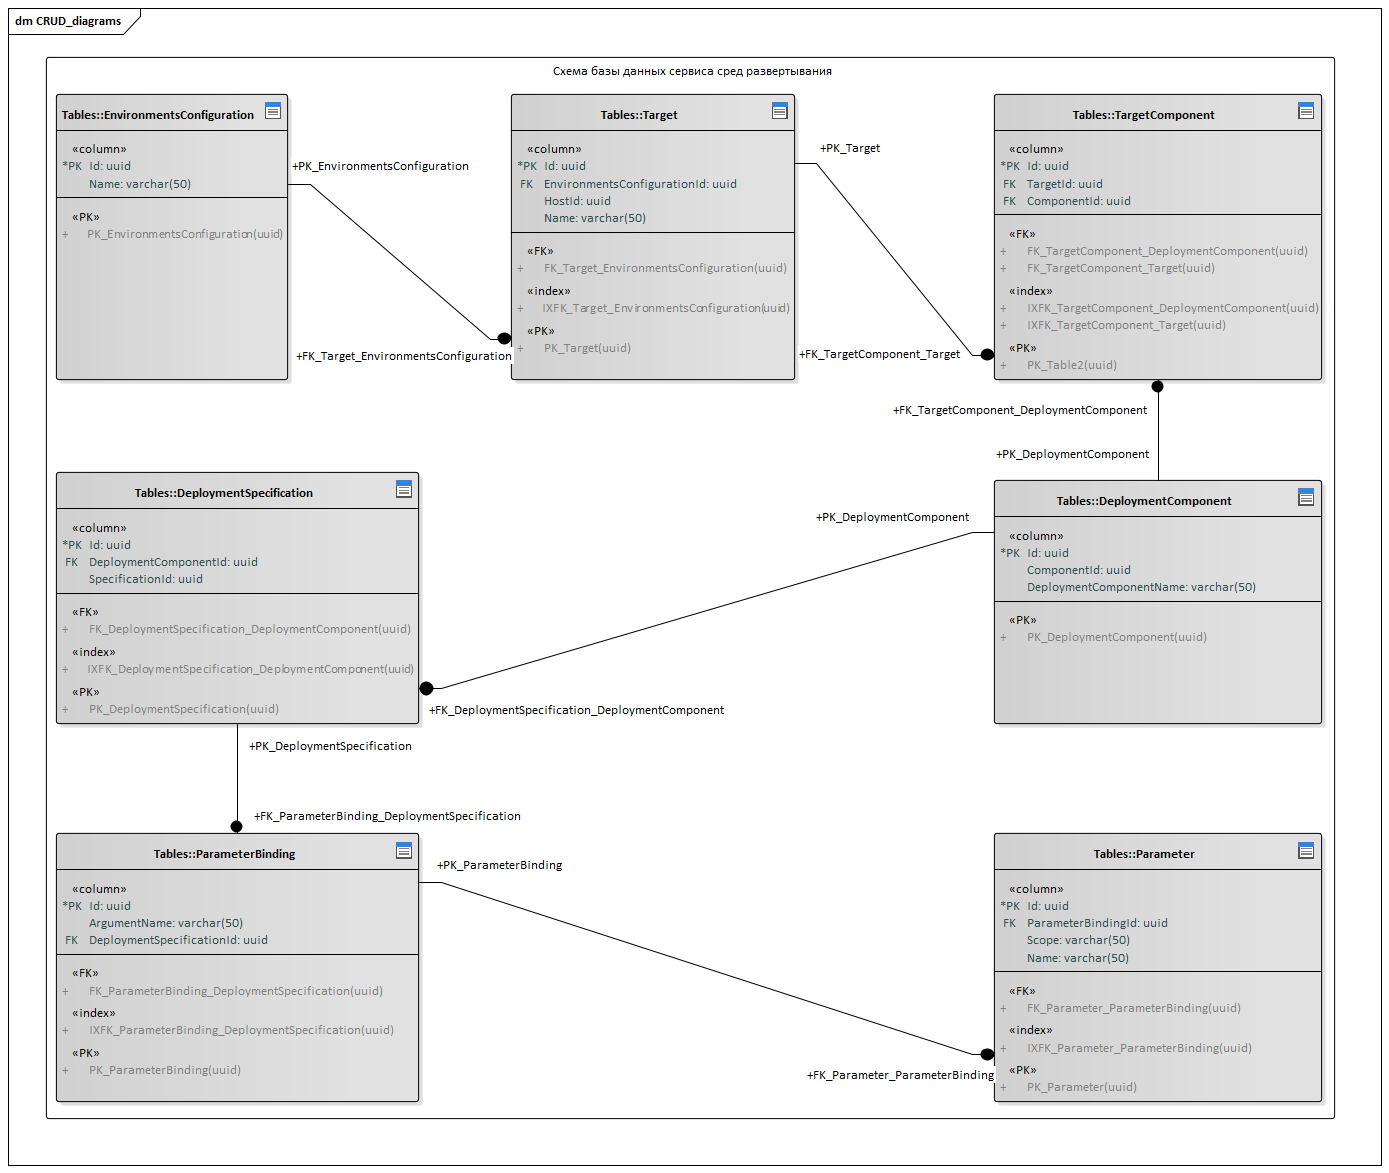 dm CRUD_diagrams
Схема базы данных сервиса сред развертывания
Tables::EnvironmentsConfiguration
«column»
*PK Id: uuid
Name: varchar(50)
«PK»
+ PK_EnvironmentsConfiguration(uuid)
+PK_EnvironmentsConfiguration
+FK_Target_EnvironmentsConfiguration
Tables::Target
«column»
*PK Id: uuid
FK EnvironmentsConfigurationId: uuid
HostId: uuid
Name: varchar(50)
«FK»
+ FK_Target_EnvironmentsConfiguration(uuid)
«index»
+ IXFK_Target_EnvironmentsConfiguration(uuid)
«PK»
+ PK_Target(uuid)
+PK_Target
+FK_TargetComponent_Target
Tables::TargetComponent
«column»
*PK Id: uuid
FK TargetId: uuid
FK ComponentId: uuid
«FK»
+ FK_TargetComponent_DeploymentComponent(uuid)
+ FK_TargetComponent_Target(uuid)
«index»
+ IXFK_TargetComponent_DeploymentComponent(uuid)
+ IXFK_TargetComponent_Target(uuid)
«PK»
+ PK_Table2(uuid)
+FK_TargetComponent_DeploymentComponent
+PK_DeploymentComponent
Tables::DeploymentSpecification
«column»
*PK Id: uuid
FK DeploymentComponentId: uuid
SpecificationId: uuid
«FK»
+ FK_DeploymentSpecification_DeploymentComponent(uuid)
«index»
+ IXFK_DeploymentSpecification_DeploymentComponent(uuid)
«PK»
+ PK_DeploymentSpecification(uuid)
+PK_DeploymentComponent
+FK_DeploymentSpecification_DeploymentComponent
Tables::DeploymentComponent
«column»
*PK Id: uuid
ComponentId: uuid
DeploymentComponentName: varchar(50)
«PK»
+ PK_DeploymentComponent(uuid)
+PK_DeploymentSpecification
+FK_ParameterBinding_DeploymentSpecification
Tables::ParameterBinding
«column»
*PK Id: uuid
ArgumentName: varchar(50)
FK DeploymentSpecificationId: uuid
«FK»
+ FK_ParameterBinding_DeploymentSpecification(uuid)
«index»
+ IXFK_ParameterBinding_DeploymentSpecification(uuid)
«PK»
+ PK_ParameterBinding(uuid)
+PK_ParameterBinding
+FK_Parameter_ParameterBinding
Tables::Parameter
«column»
*PK Id: uuid
FK ParameterBindingId: uuid
Scope: varchar(50)
Name: varchar(50)
«FK»
+ FK_Parameter_ParameterBinding(uuid)
«index»
+ IXFK_Parameter_ParameterBinding(uuid)
«PK»
+ PK_Parameter(uuid)